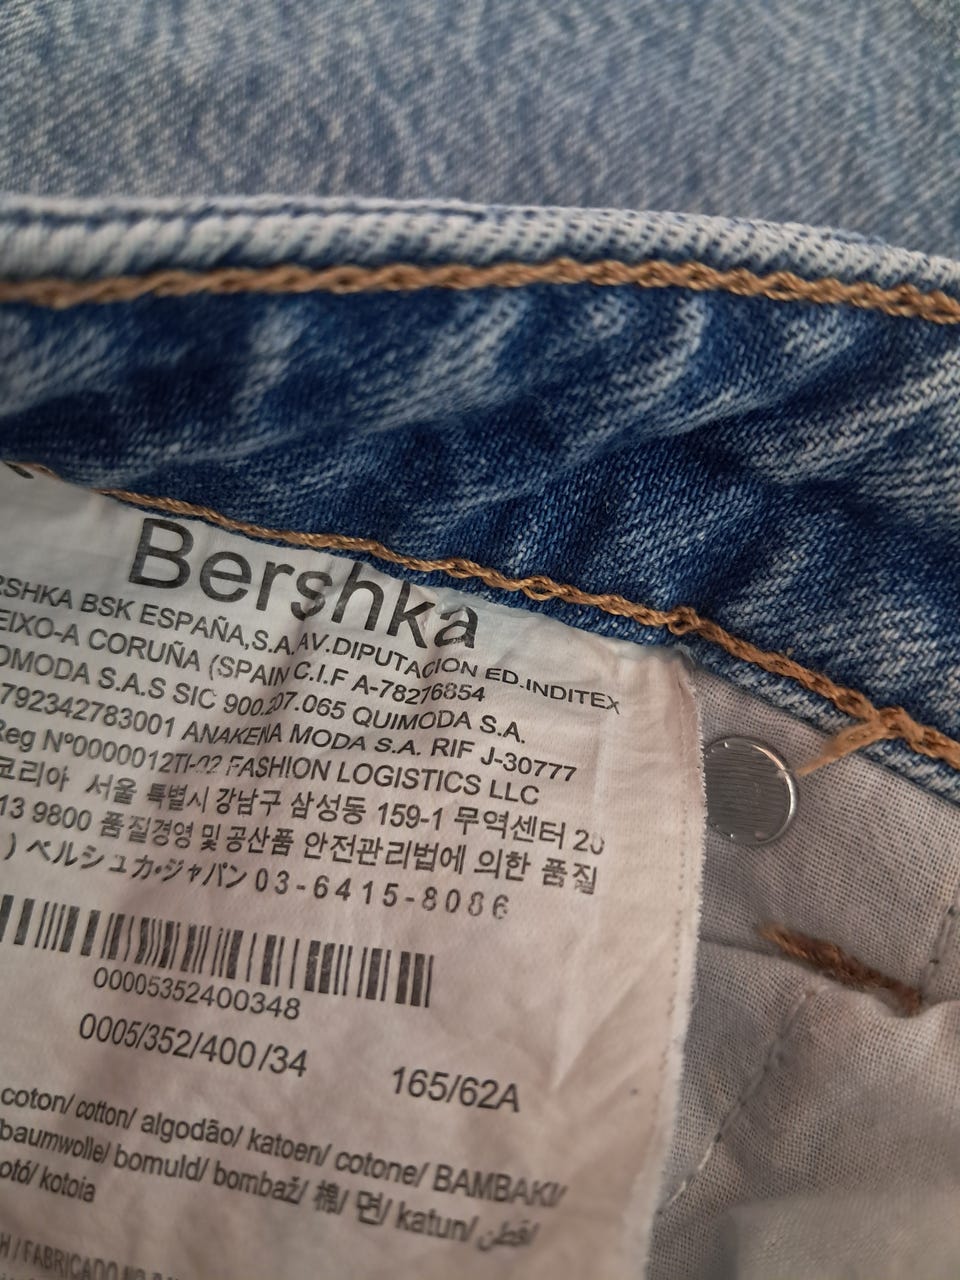 Bershka
BSK ESPAÑA,S.A.AV.DIPUTACION ED.INDITEX
EIXO-A CORUÑA (SPAIN C.I.F A-78276854
OMODA S.A.S SIC 900.207.065 QUIMODA S.A.
792342783001 ANAKENA MODA S.A. RIF J-30777
Reg Nº0000012TI-02 FASHION LOGISTICS LLC
코리아 서울 특별시 강남구 삼성동 159-1 무역센터
13 9800 품질경영 및 공산품 안전관리법에 의한 품질
) ベルシュカ・ジャパン 03-6415-8086
00005352400348
0005/352/400/34
165/62A
coton/ cotton/ algodão/ katoen/ cotone/ BAMBAKI/
baumwolle/ bomuld/ bombaž/ 棉/ 면/ katun/ قطن/
otó/ kotoia
/ FABRICADO